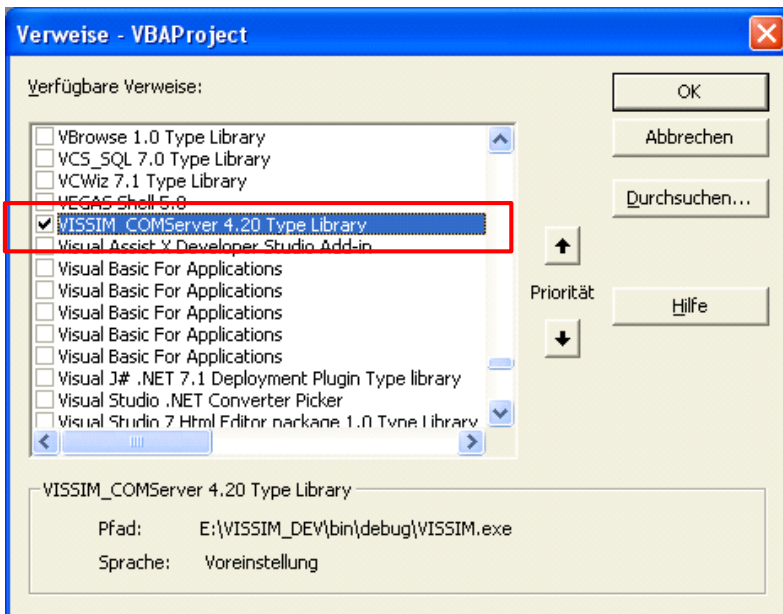 Verweise - VBAProject
Verfügbare Verweise:
OK
VBrowse 1.0 Type Library
Abbrechen
VCS_SQL 7.0 Type Library
VCWiz 7.1 Type Library
VEGAS Shell 5.0
Durchsuchen...
VISSIM_COMServer 4.20 Type Library
Visual Assist X Developer Studio Add-in
Visual Basic For Applications
Visual Basic For Applications
Priorität
Hilfe
Visual Basic For Applications
Visual Basic For Applications
Visual Basic For Applications
Visual J# .NET 7.1 Deployment Plugin Type library
Visual Studio .NET Converter Picker
Visual Studio 7 Html Editor package 1.0 Type Library
VISSIM_COMServer 4.20 Type Library
Pfad: E:\VISSIM_DEV\bin\debug\VISSIM.exe
Sprache: Voreinstellung